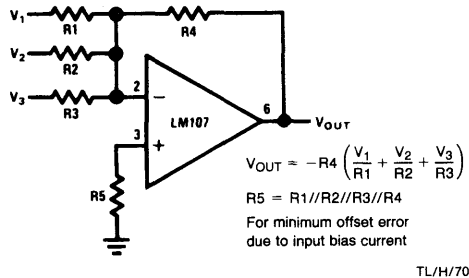 V1 R1 R4
V2 R2
V3 R3
2 − 6
LM107 VOUT
3 +
R5
VOUT = −R4 (V1/R1 + V2/R2 + V3/R3)
R5 = R1//R2//R3//R4
For minimum offset error
due to input bias current
TL/H/70